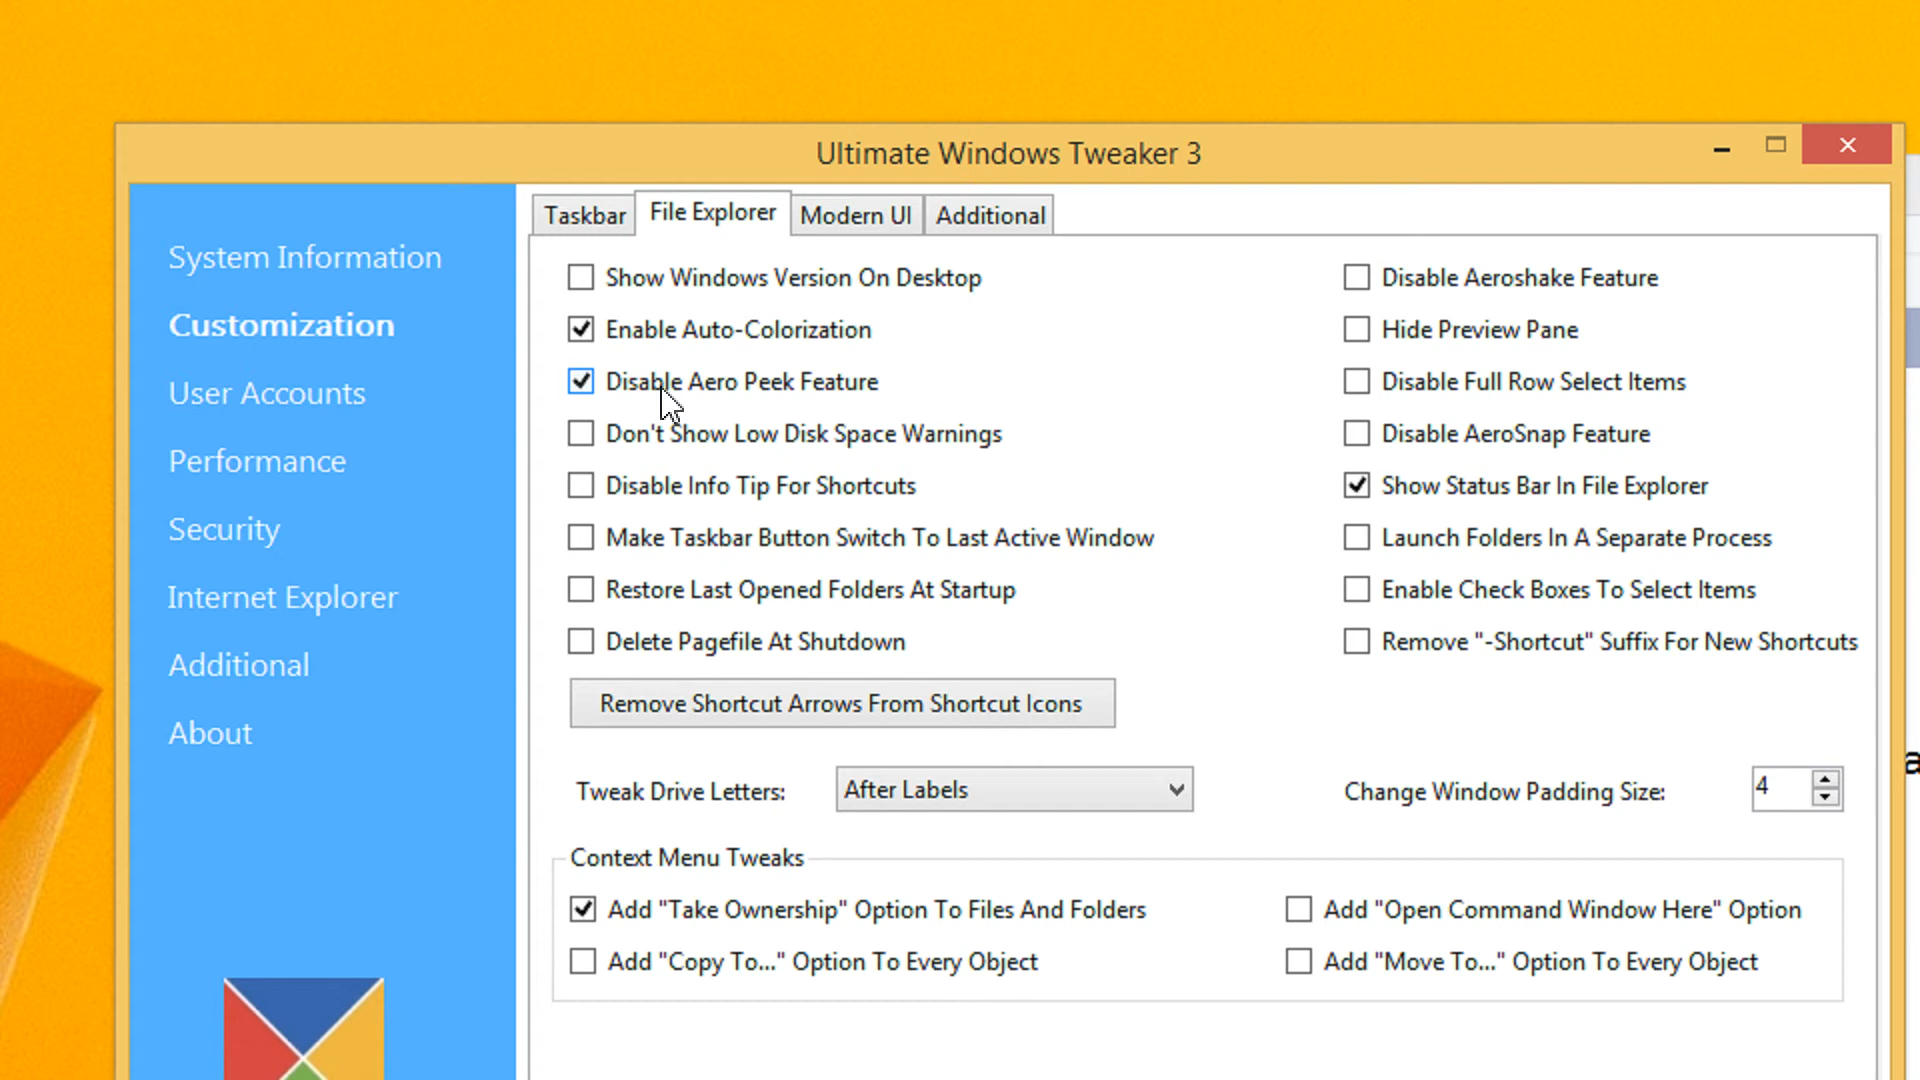 Ultimate Windows Tweaker 3
System Information
Customization
User Accounts
Performance
Security
Internet Explorer
Additional
About
Taskbar
File Explorer
Modern UI
Additional
Show Windows Version On Desktop
Enable Auto-Colorization
Disable Aero Peek Feature
Don't Show Low Disk Space Warnings
Disable Info Tip For Shortcuts
Make Taskbar Button Switch To Last Active Window
Restore Last Opened Folders At Startup
Delete Pagefile At Shutdown
Disable Aeroshake Feature
Hide Preview Pane
Disable Full Row Select Items
Disable AeroSnap Feature
Show Status Bar In File Explorer
Launch Folders In A Separate Process
Enable Check Boxes To Select Items
Remove "-Shortcut" Suffix For New Shortcuts
Remove Shortcut Arrows From Shortcut Icons
Tweak Drive Letters: After Labels
Change Window Padding Size: 4
Context Menu Tweaks
Add "Take Ownership" Option To Files And Folders
Add "Open Command Window Here" Option
Add "Copy To..." Option To Every Object
Add "Move To..." Option To Every Object